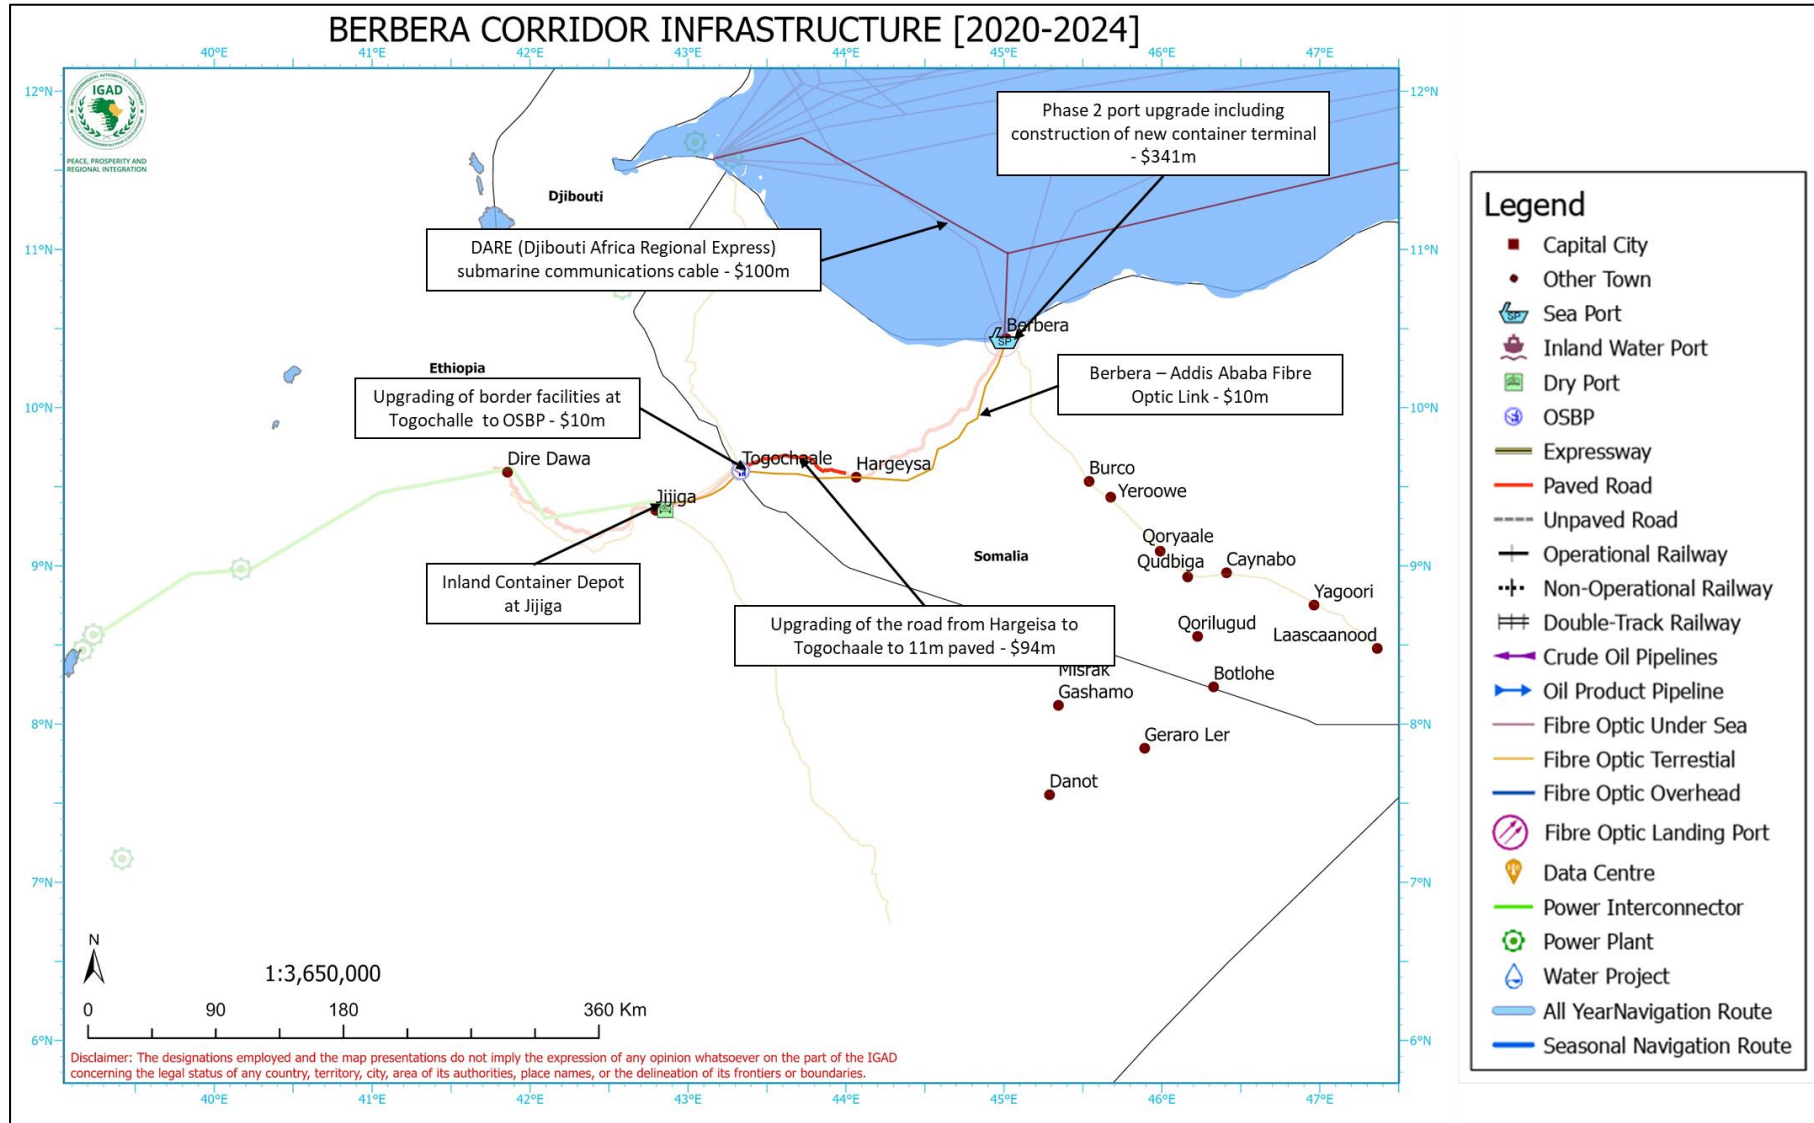 BERBERA CORRIDOR INFRASTRUCTURE [2020-2024]
40°E 41°E 42°E 43°E 44°E 45°E 46°E 47°E
12°N 12°N
IGAD
PEACE, PROSPERITY AND
REGIONAL INTEGRATION
Phase 2 port upgrade including
construction of new container terminal
- $341m
Djibouti
11°N 11°N
DARE (Djibouti Africa Regional Express)
submarine communications cable - $100m
Berbera
SP
Ethiopia
Berbera – Addis Ababa Fibre
Optic Link - $10m
10°N 10°N
Upgrading of border facilities at
Togochalle to OSBP - $10m
Dire Dawa
Togochaale
Hargeysa
Burco
Yeroowe
Jijiga
Qoryaale
Qudbiga
Caynabo
Somalia
9°N 9°N
Inland Container Depot
at Jijiga
Yagoori
Upgrading of the road from Hargeisa to
Togochaale to 11m paved - $94m
Qorilugud
Laascaanood
Misrak
Gashamo
Botlohe
8°N 8°N
Geraro Ler
Danot
7°N 7°N
N
1:3,650,000
0 90 180 360 Km
6°N 6°N
Disclaimer: The designations employed and the map presentations do not imply the expression of any opinion whatsoever on the part of the IGAD
concerning the legal status of any country, territory, city, area of its authorities, place names, or the delineation of its frontiers or boundaries.
40°E 41°E 42°E 43°E 44°E 45°E 46°E 47°E
Legend
Capital City
Other Town
SP Sea Port
Inland Water Port
Dry Port
OSBP
Expressway
Paved Road
Unpaved Road
Operational Railway
Non-Operational Railway
Double-Track Railway
Crude Oil Pipelines
Oil Product Pipeline
Fibre Optic Under Sea
Fibre Optic Terrestial
Fibre Optic Overhead
Fibre Optic Landing Port
Data Centre
Power Interconnector
Power Plant
Water Project
All YearNavigation Route
Seasonal Navigation Route